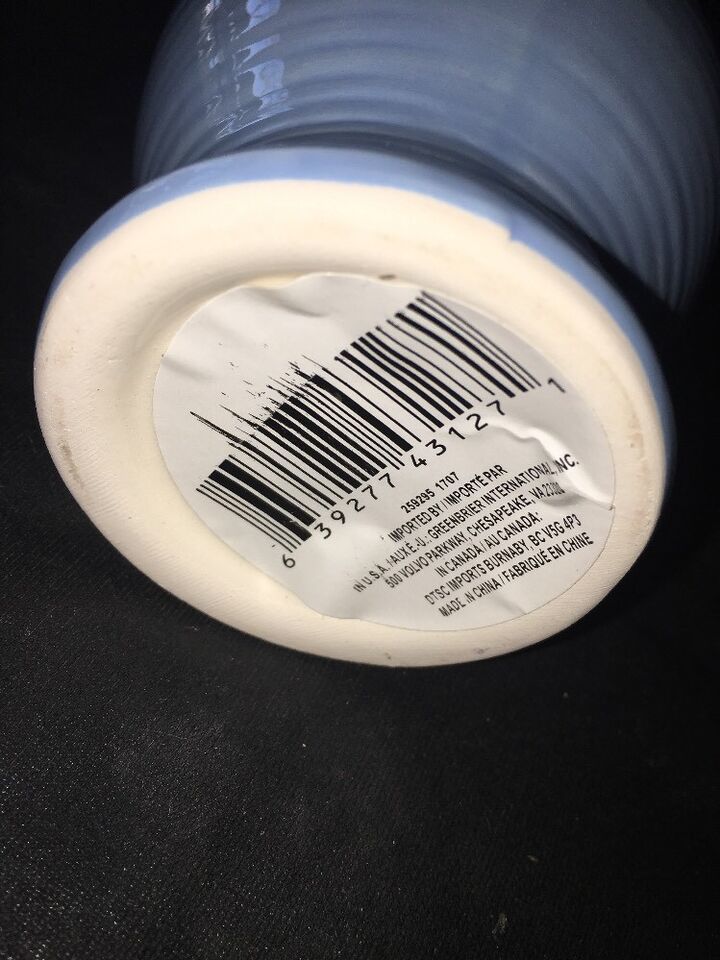 6 39277 43127 1
259295 1707
IMPORTED BY / IMPORTÉ PAR
IN U.S.A. / AUX É.-U.: GREENBRIER INTERNATIONAL, INC.
500 VOLVO PARKWAY, CHESAPEAKE, VA
IN CANADA / AU CANADA:
DTSC IMPORTS BURNABY, BC V5G 4P3
MADE IN CHINA / FABRIQUÉ EN CHINE